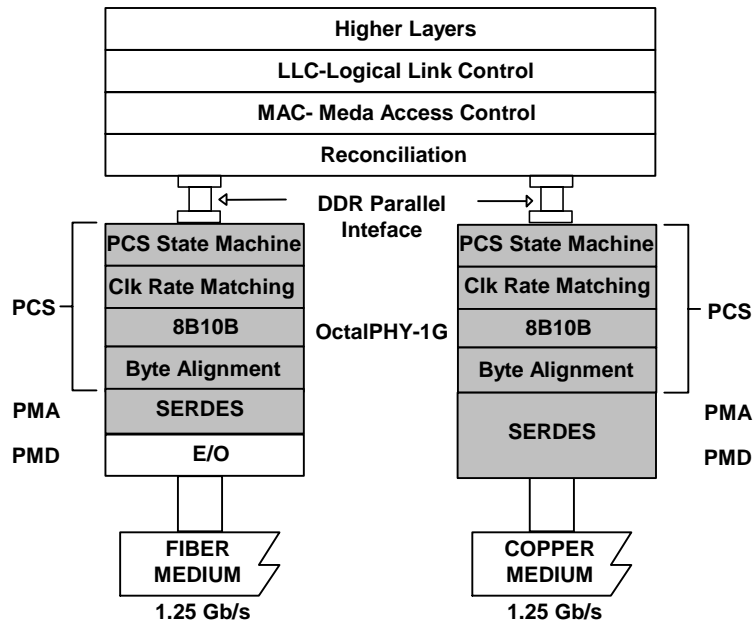 Higher Layers
LLC-Logical Link Control
MAC- Meda Access Control
Reconciliation
DDR Parallel
Inteface
PCS State Machine
Clk Rate Matching
8B10B
Byte Alignment
SERDES
E/O
PCS
PMA
PMD
FIBER
MEDIUM
1.25 Gb/s
OctalPHY-1G
PCS State Machine
Clk Rate Matching
8B10B
Byte Alignment
SERDES
PCS
PMA
PMD
COPPER
MEDIUM
1.25 Gb/s